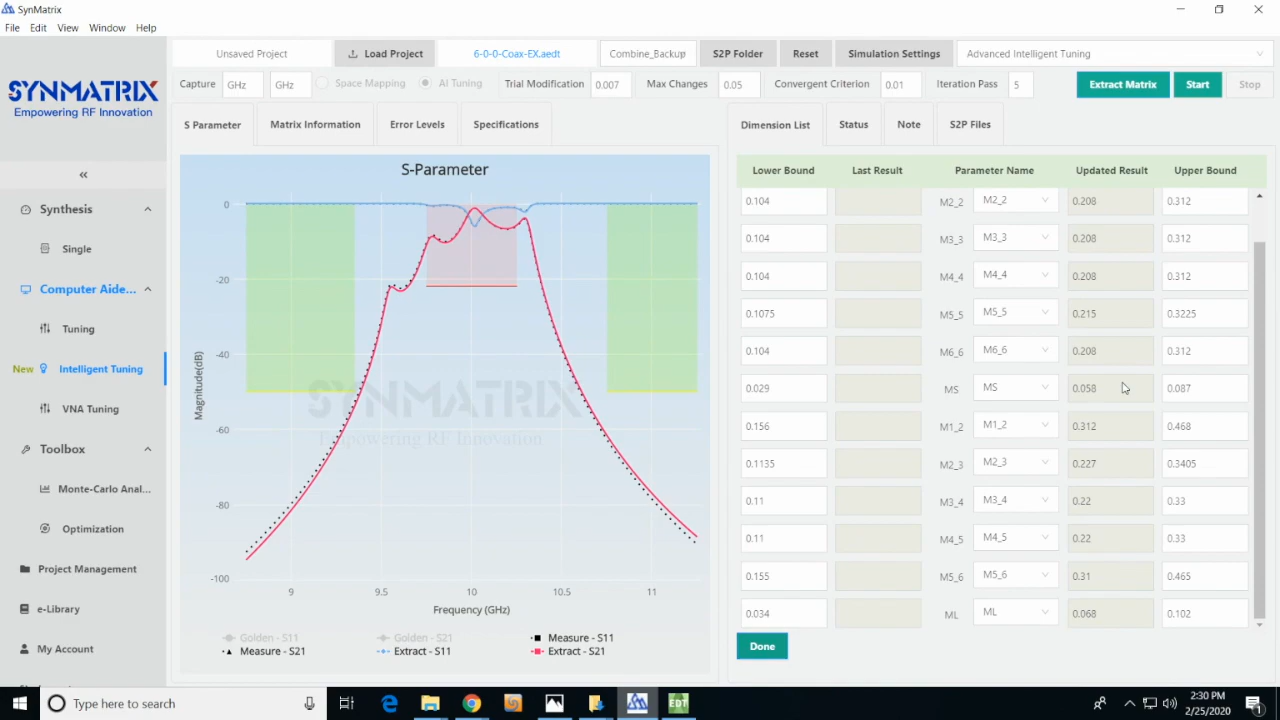 SynMatrix
File Edit View Window Help
SYNMATRIX
Empowering RF Innovation
Unsaved Project
Load Project
6-0-0-Coax-EX.aedt
Combine_Backup
S2P Folder
Reset
Simulation Settings
Advanced Intelligent Tuning
Capture GHz GHz Space Mapping AI Tuning Trial Modification 0.007 Max Changes 0.05 Convergent Criterion 0.01 Iteration Pass 5 Extract Matrix Start Stop
«
Synthesis
Single
Computer Aide...
Tuning
New Intelligent Tuning
VNA Tuning
Toolbox
Monte-Carlo Anal...
Optimization
Project Management
e-Library
My Account
S Parameter Matrix Information Error Levels Specifications
S-Parameter
0
-20
-40
-60
-80
-100
Magnitude(dB)
SYNMATRIX
Empowering RF Innovation
9 9.5 10 10.5 11
Frequency (GHz)
Golden - S11 Golden - S21 Measure - S11
Measure - S21 Extract - S11 Extract - S21
Dimension List Status Note S2P Files
Lower Bound Last Result Parameter Name Updated Result Upper Bound
0.104 M2_2 M2_2 0.208 0.312
0.104 M3_3 M3_3 0.208 0.312
0.104 M4_4 M4_4 0.208 0.312
0.1075 M5_5 M5_5 0.215 0.3225
0.104 M6_6 M6_6 0.208 0.312
0.029 MS MS 0.058 0.087
0.156 M1_2 M1_2 0.312 0.468
0.1135 M2_3 M2_3 0.227 0.3405
0.11 M3_4 M3_4 0.22 0.33
0.11 M4_5 M4_5 0.22 0.33
0.155 M5_6 M5_6 0.31 0.465
0.034 ML ML 0.068 0.102
Done
Type here to search
EDT
2:30 PM
2/25/2020
1